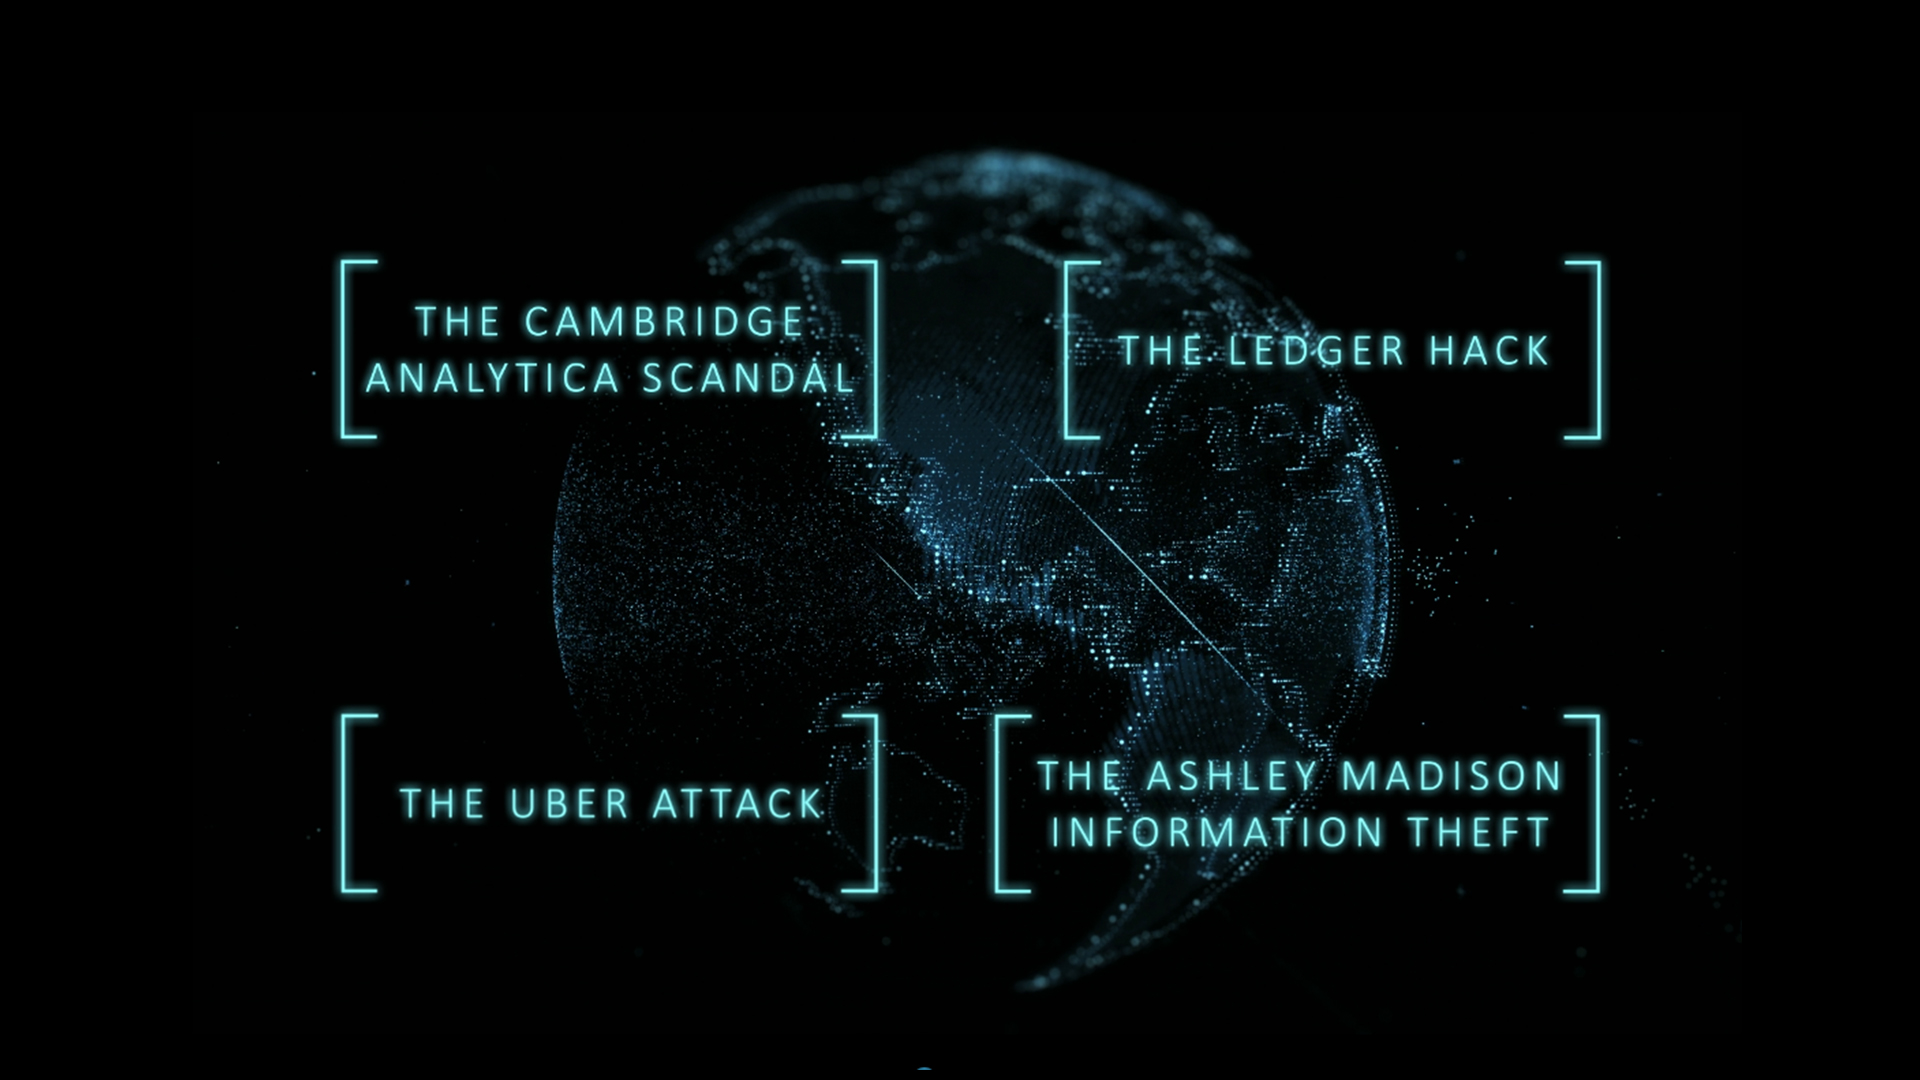 THE CAMBRIDGE
ANALYTICA SCANDAL
THE LEDGER HACK
THE UBER ATTACK
THE ASHLEY MADISON
INFORMATION THEFT